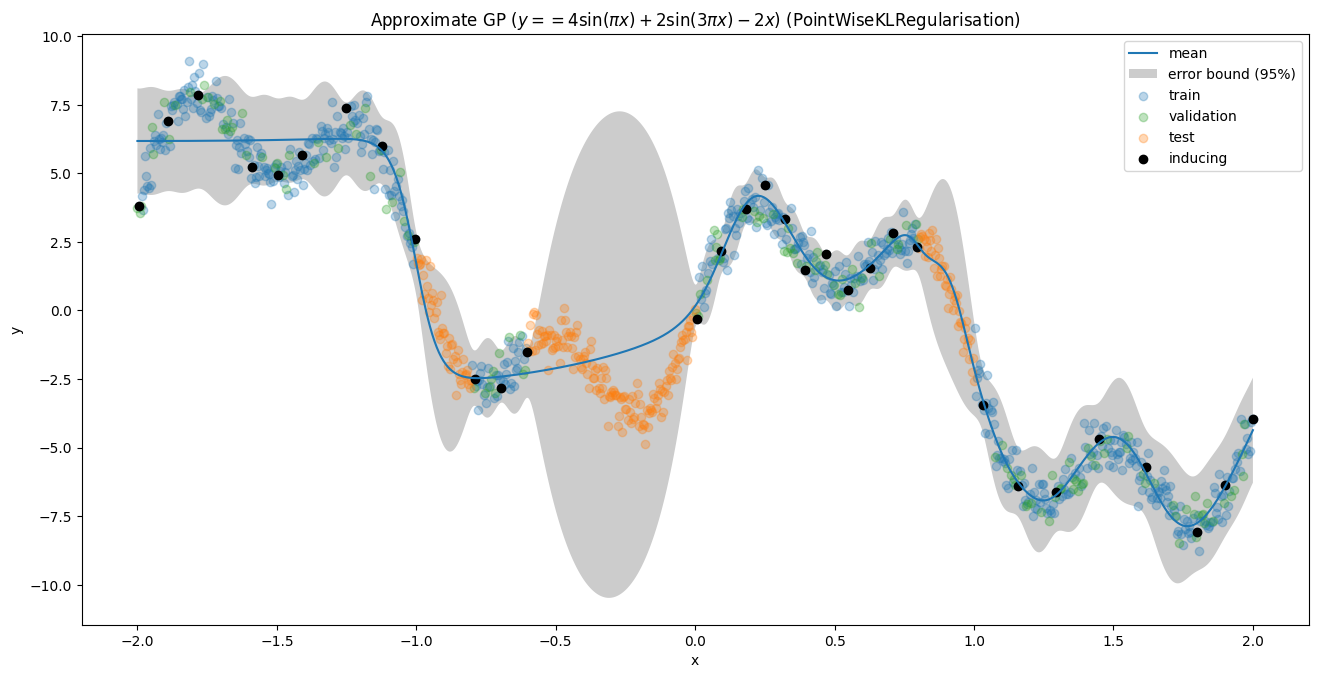 Approximate GP (y == 4sin(πx) + 2sin(3πx) − 2x) (PointWiseKLRegularisation)
10.0
7.5
5.0
2.5
0.0
−2.5
−5.0
−7.5
−10.0
y
mean
error bound (95%)
train
validation
test
inducing
−2.0 −1.5 −1.0 −0.5 0.0 0.5 1.0 1.5 2.0
x